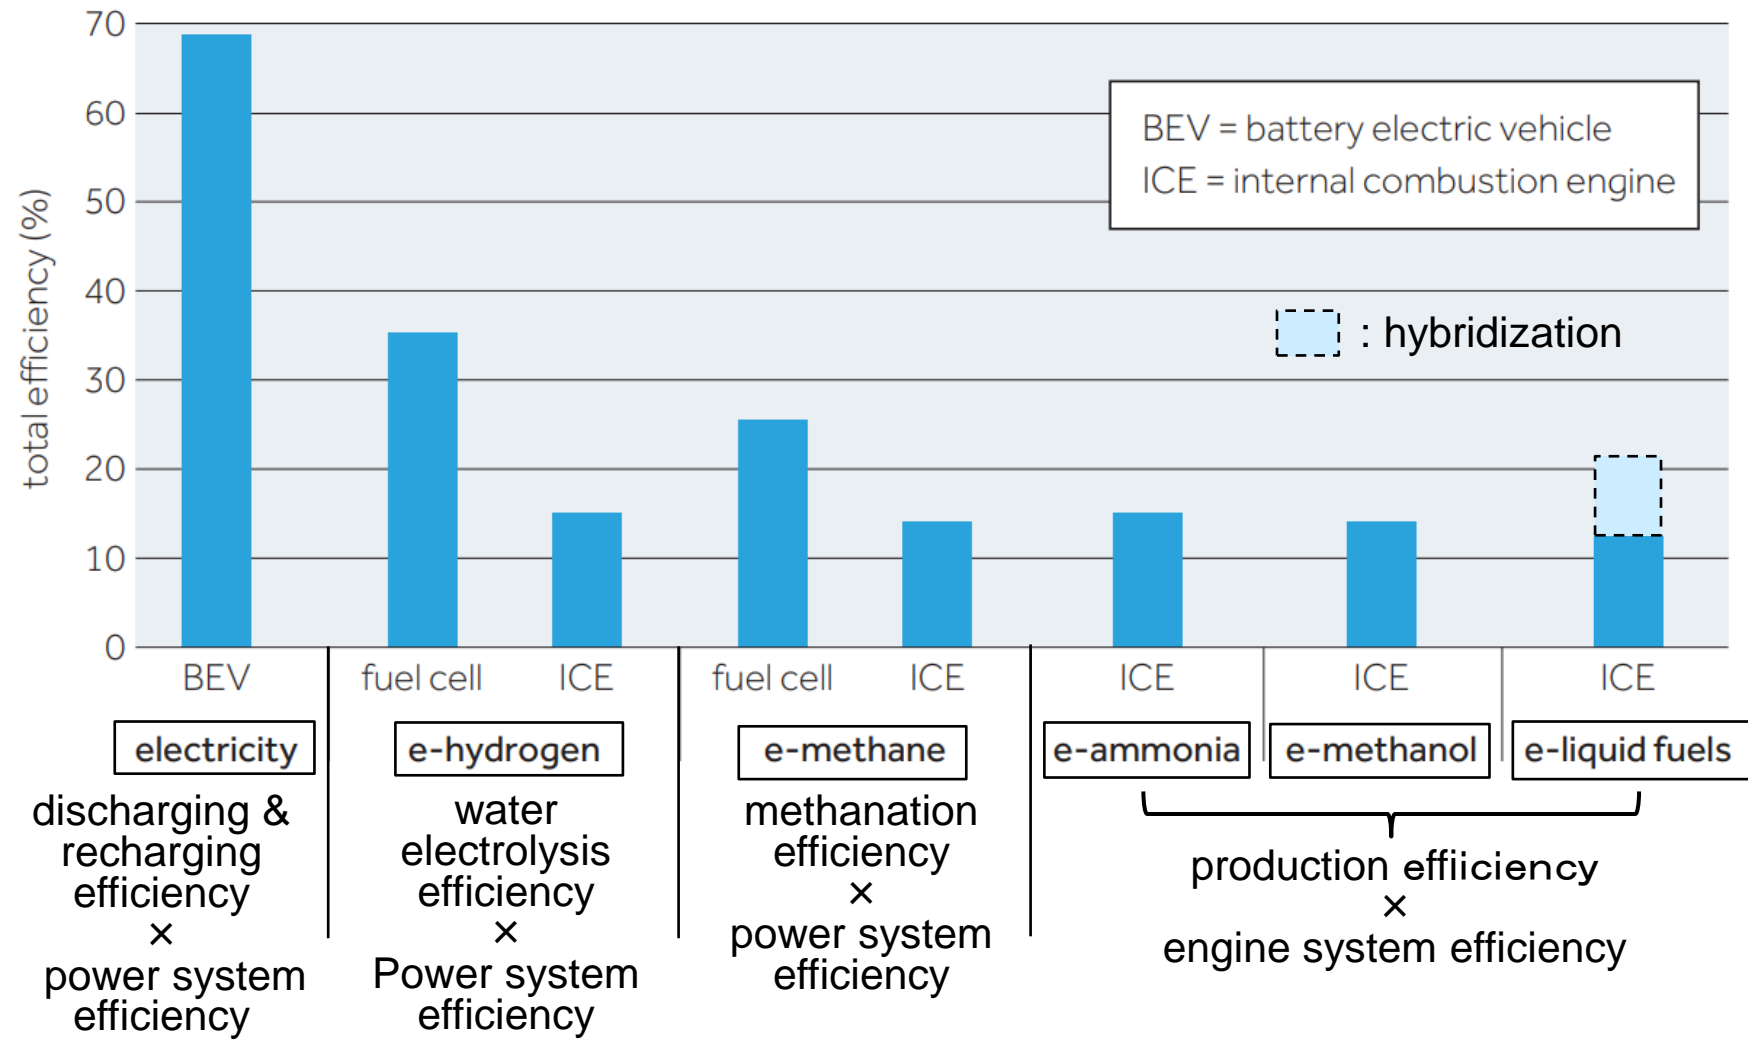 total efficiency (%)
70
60
50
40
30
20
10
0
BEV = battery electric vehicle
ICE = internal combustion engine
: hybridization
BEV
fuel cell
ICE
fuel cell
ICE
ICE
ICE
ICE
electricity
e-hydrogen
e-methane
e-ammonia
e-methanol
e-liquid fuels
discharging &
recharging
efficiency
×
power system
efficiency
water
electrolysis
efficiency
×
Power system
efficiency
methanation
efficiency
×
power system
efficiency
production effiiciency
×
engine system efficiency